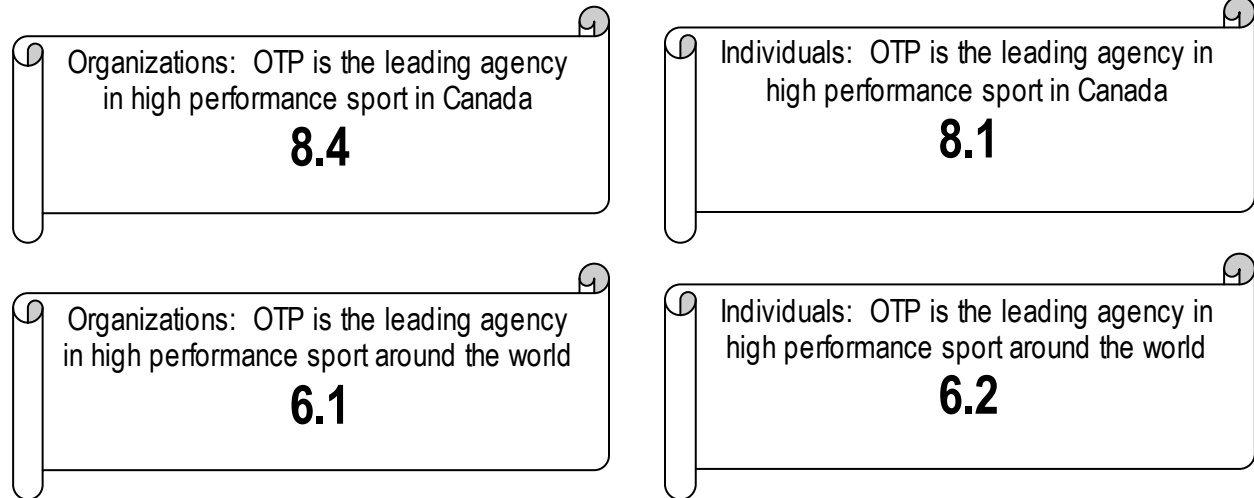 Organizations: OTP is the leading agency
in high performance sport in Canada
8.4
Individuals: OTP is the leading agency in
high performance sport in Canada
8.1
Organizations: OTP is the leading agency
in high performance sport around the world
6.1
Individuals: OTP is the leading agency in
high performance sport around the world
6.2